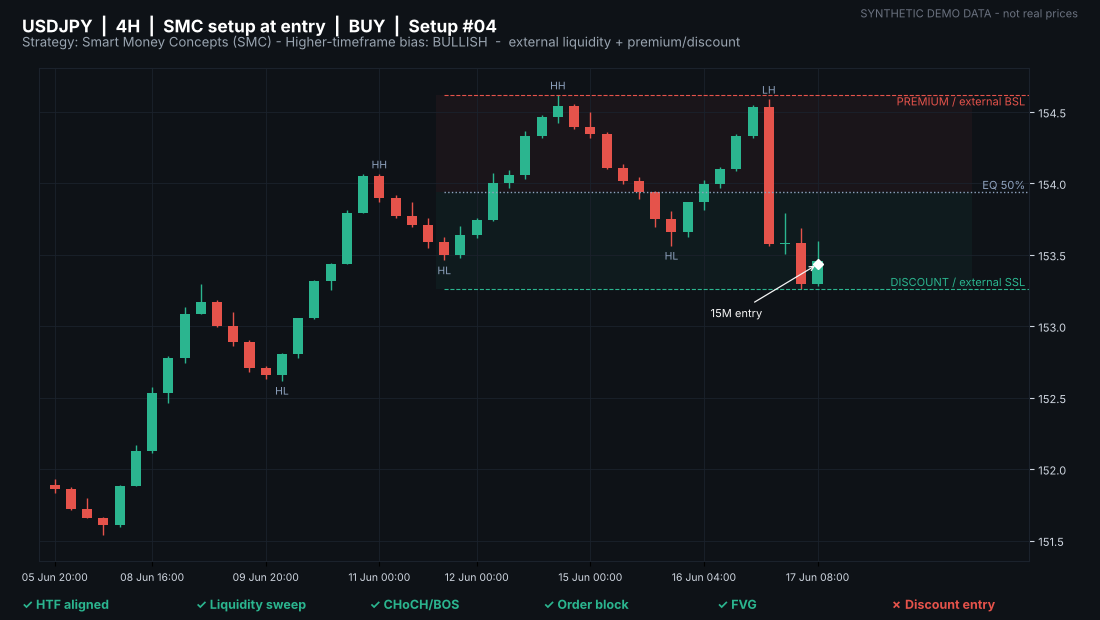 SYNTHETIC DEMO DATA - not real prices
USDJPY | 4H | SMC setup at entry | BUY | Setup #04
Strategy: Smart Money Concepts (SMC) - Higher-timeframe bias: BULLISH - external liquidity + premium/discount
HH
LH
PREMIUM / external BSL
154.5
HH
154.0
EQ 50%
HL
153.5
HL
DISCOUNT / external SSL
15M entry
153.0
HL
152.5
152.0
151.5
05 Jun 20:00 08 Jun 16:00 09 Jun 20:00 11 Jun 00:00 12 Jun 00:00 15 Jun 00:00 16 Jun 04:00 17 Jun 08:00
✓ HTF aligned ✓ Liquidity sweep ✓ CHoCH/BOS ✓ Order block ✓ FVG × Discount entry